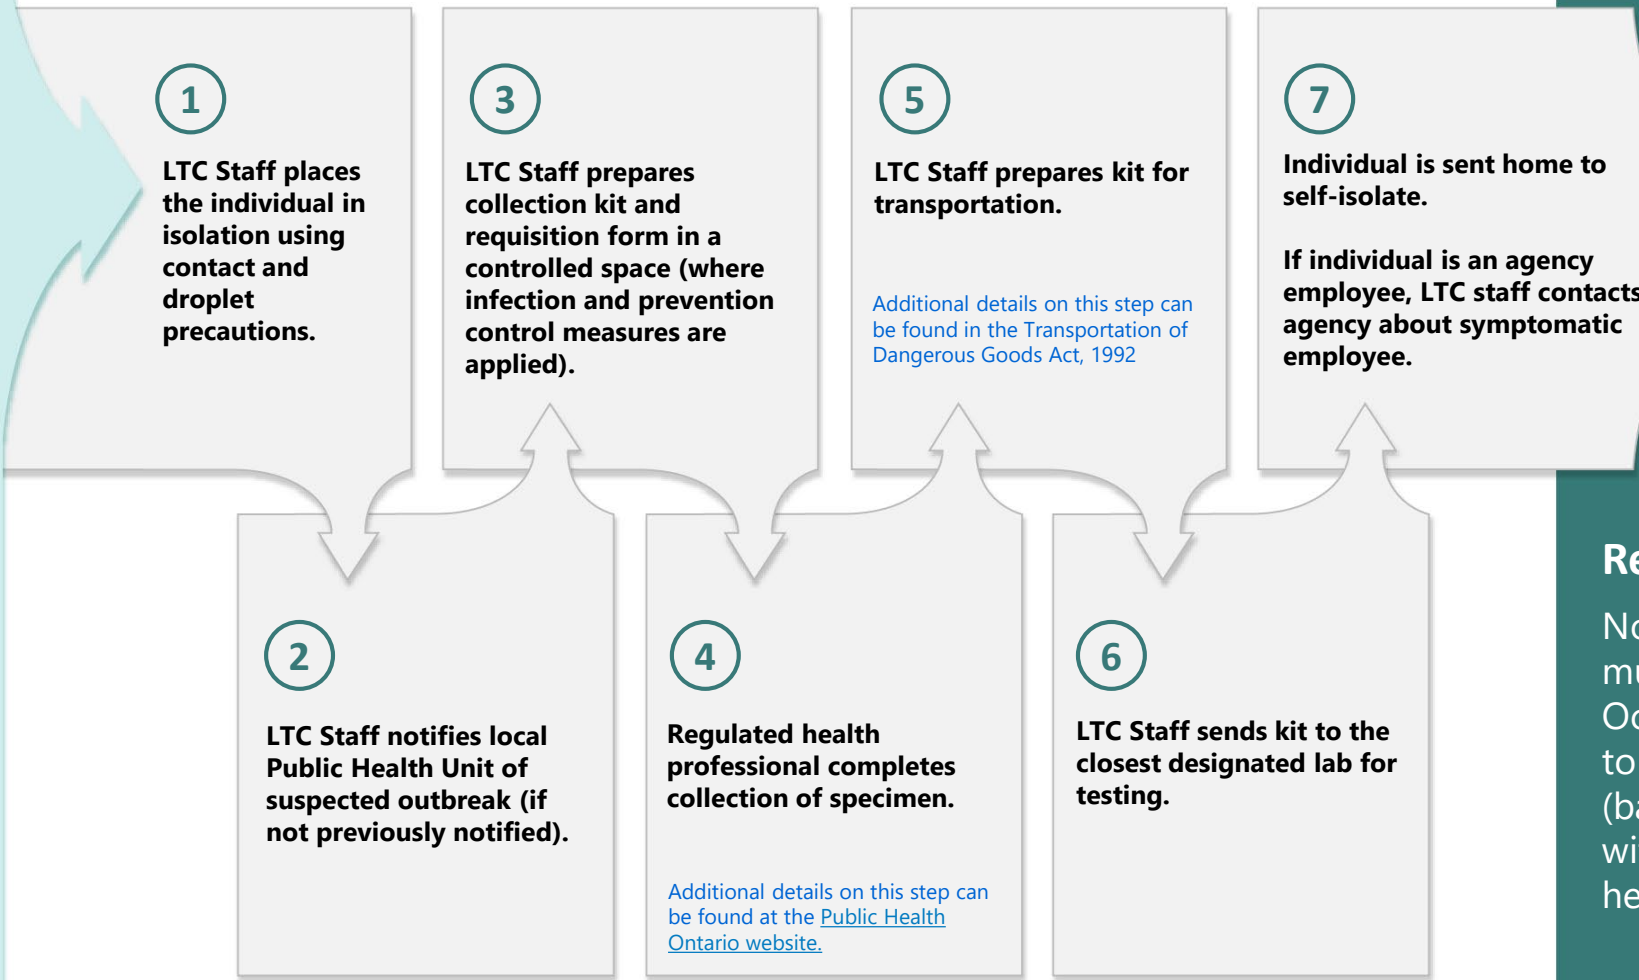 1
LTC Staff places
the individual in
isolation using
contact and
droplet
precautions.
2
LTC Staff notifies local
Public Health Unit of
suspected outbreak (if
not previously notified).
3
LTC Staff prepares
collection kit and
requisition form in a
controlled space (where
infection and prevention
control measures are
applied).
4
Regulated health
professional completes
collection of specimen.
Additional details on this step can
be found at the Public Health
Ontario website.
5
LTC Staff prepares kit for
transportation.
Additional details on this step can
be found in the Transportation of
Dangerous Goods Act, 1992
6
LTC Staff sends kit to the
closest designated lab for
testing.
7
Individual is sent home to
self-isolate.
If individual is an agency
employee, LTC staff contacts
agency about symptomatic
employee.
to